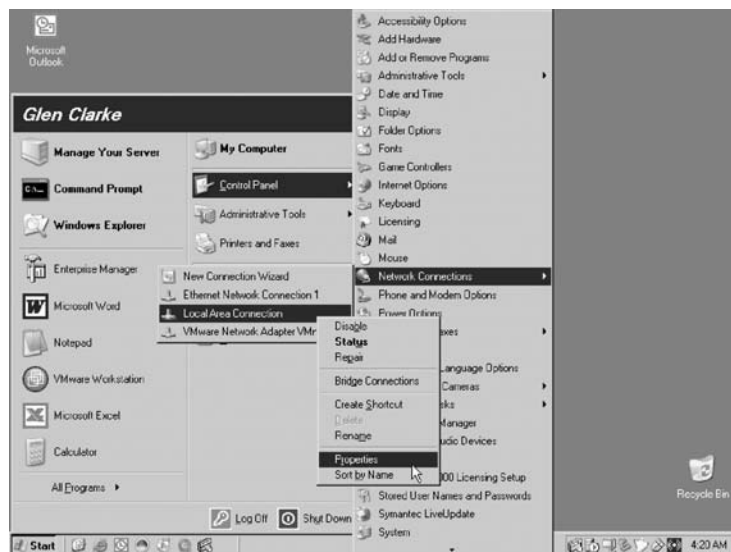 Microsoft
Outlook
Glen Clarke
Manage Your Server
Command Prompt
Windows Explorer
Enterprise Manager
Microsoft Word
Notepad
VMware Workstation
Microsoft Excel
Calculator
All Programs
My Computer
Control Panel
Administrative Tools
Printers and Faxes
Log Off
Shut Down
Accessibility Options
Add Hardware
Add or Remove Programs
Administrative Tools
Date and Time
Display
Folder Options
Fonts
Game Controllers
Internet Options
Keyboard
Licensing
Mail
Mouse
Network Connections
Phone and Modem Options
Power Options
axes
Language Options
Cameras
sks
Manager
udio Devices
000 Licensing Setup
Stored User Names and Passwords
Symantec LiveUpdate
System
New Connection Wizard
Ethernet Network Connection 1
Local Area Connection
VMware Network Adapter VMn
Disable
Status
Repair
Bridge Connections
Create Shortcut
Delete
Rename
Properties
Sort by Name
Recycle Bin
Start
4:20 AM